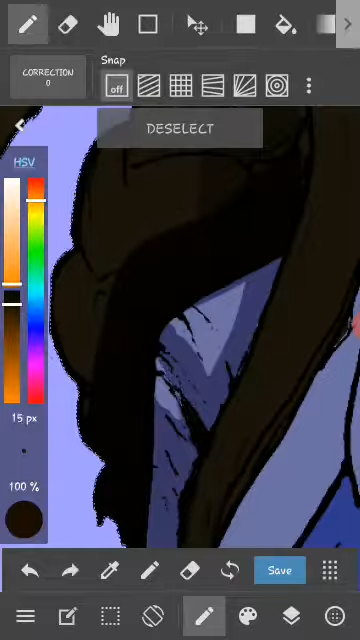 CORRECTION
0
Snap
off
DESELECT
HSV
15 px
100 %
Save